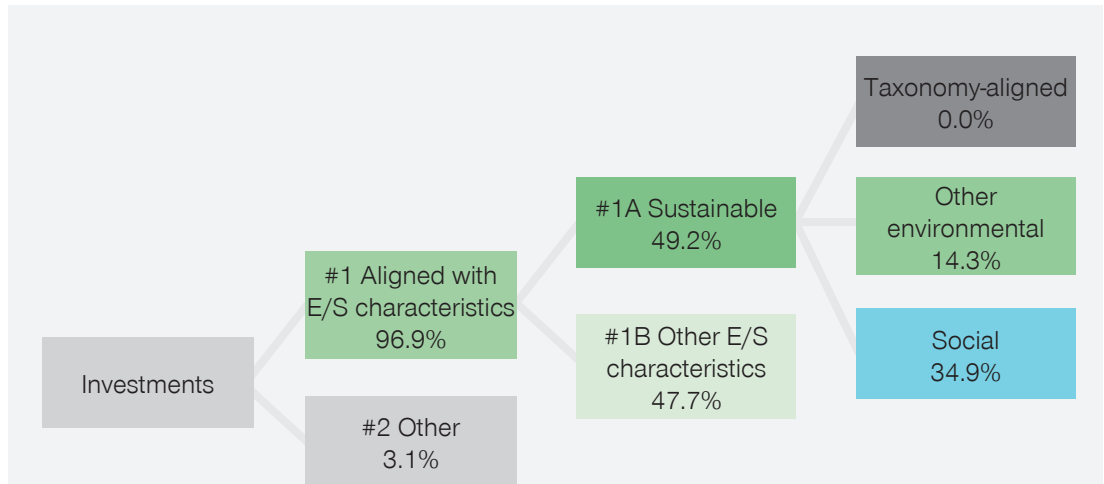 Investments
#1 Aligned with
E/S characteristics
96.9%
#2 Other
3.1%
#1A Sustainable
49.2%
#1B Other E/S
characteristics
47.7%
Taxonomy-aligned
0.0%
Other
environmental
14.3%
Social
34.9%